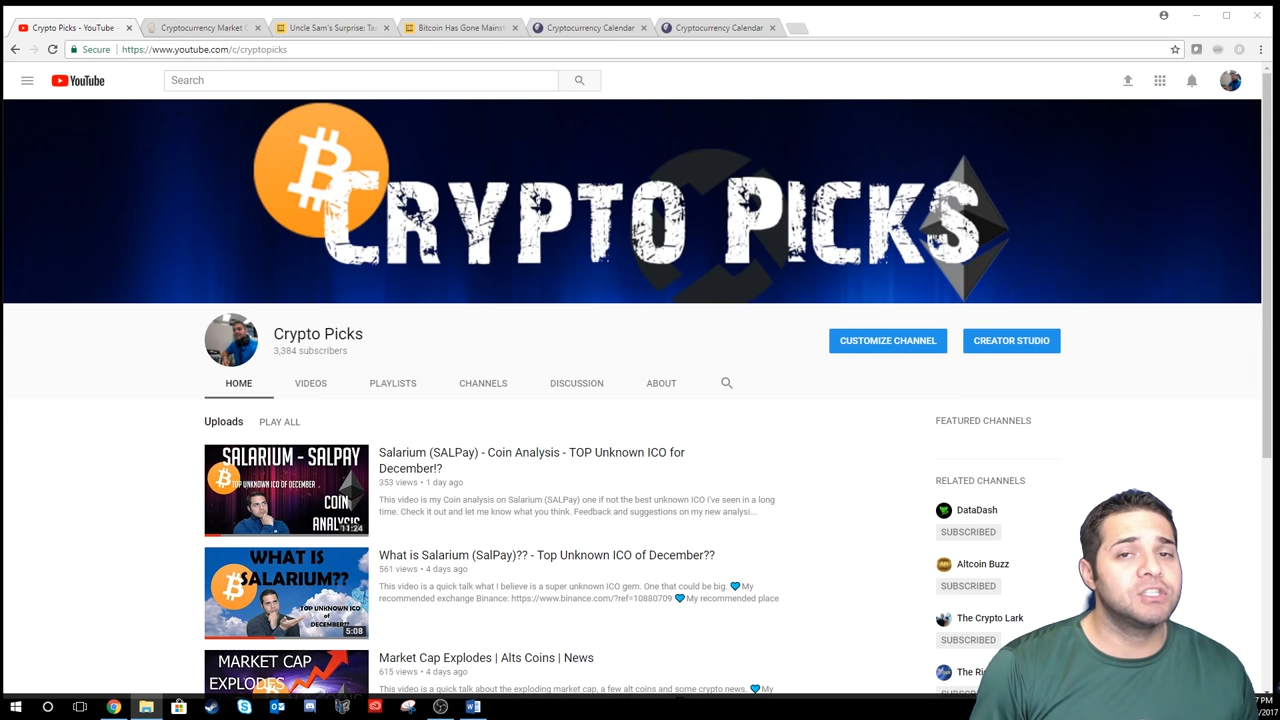 Crypto Picks - YouTube -
Cryptocurrency Market C
Uncle Sam's Surprise: Ta
Bitcoin Has Gone Mainst
Cryptocurrency Calendar
Cryptocurrency Calendar
Secure
https://www.youtube.com/c/cryptopicks
YouTube
Search
CRYPTO PICKS
Crypto Picks
3,384 subscribers
CUSTOMIZE CHANNEL
CREATOR STUDIO
HOME
VIDEOS
PLAYLISTS
CHANNELS
DISCUSSION
ABOUT
Uploads
PLAY ALL
SALARIUM - SALPAY
TOP UNKNOWN ICO OF DECEMBER
COIN
ANALYSIS
11:24
Salarium (SALPay) - Coin Analysis - TOP Unknown ICO for
December!?
353 views • 1 day ago
This video is my Coin analysis on Salarium (SALPay) one if not the best unknown ICO I've seen in a long
time. Check it out and let me know what you think. Feedback and suggestions on my new analysi...
WHAT IS
SALARIUM??
TOP UNKNOWN ICO
of
DECEMBER??
5:08
What is Salarium (SalPay)?? - Top Unknown ICO of December??
561 views • 4 days ago
This video is a quick talk what I believe is a super unknown ICO gem. One that could be big. 💙My
recommended exchange Binance: https://www.binance.com/?ref=10880709 💙My recommended place
MARKET CAP
EXPLODES
Market Cap Explodes | Alts Coins | News
615 views • 4 days ago
This video is a quick talk about the exploding market cap, a few alt coins and some crypto news. 💙My
FEATURED CHANNELS
RELATED CHANNELS
DataDash
SUBSCRIBED
Altcoin Buzz
SUBSCRIBED
The Crypto Lark
SUBSCRIBED
The Ri
SUBSC
7 PM
/2017